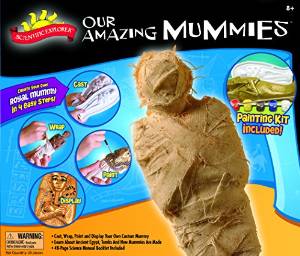 SCIENTIFIC EXPLORER
OUR
AMAZING MUMMIES
8+
Create Your Own
ROYAL MUMMY
in 4 Easy Steps!
CAST
WRAP
PAINT
DISPLAY
PAINTING KIT
INCLUDED!
WARNING:
• Cast, Wrap, Paint and Display Your Own Custom Mummy
• Learn About Ancient Egypt, Tombs And How Mummies Are Made
• 48-Page Science Manual Booklet Included